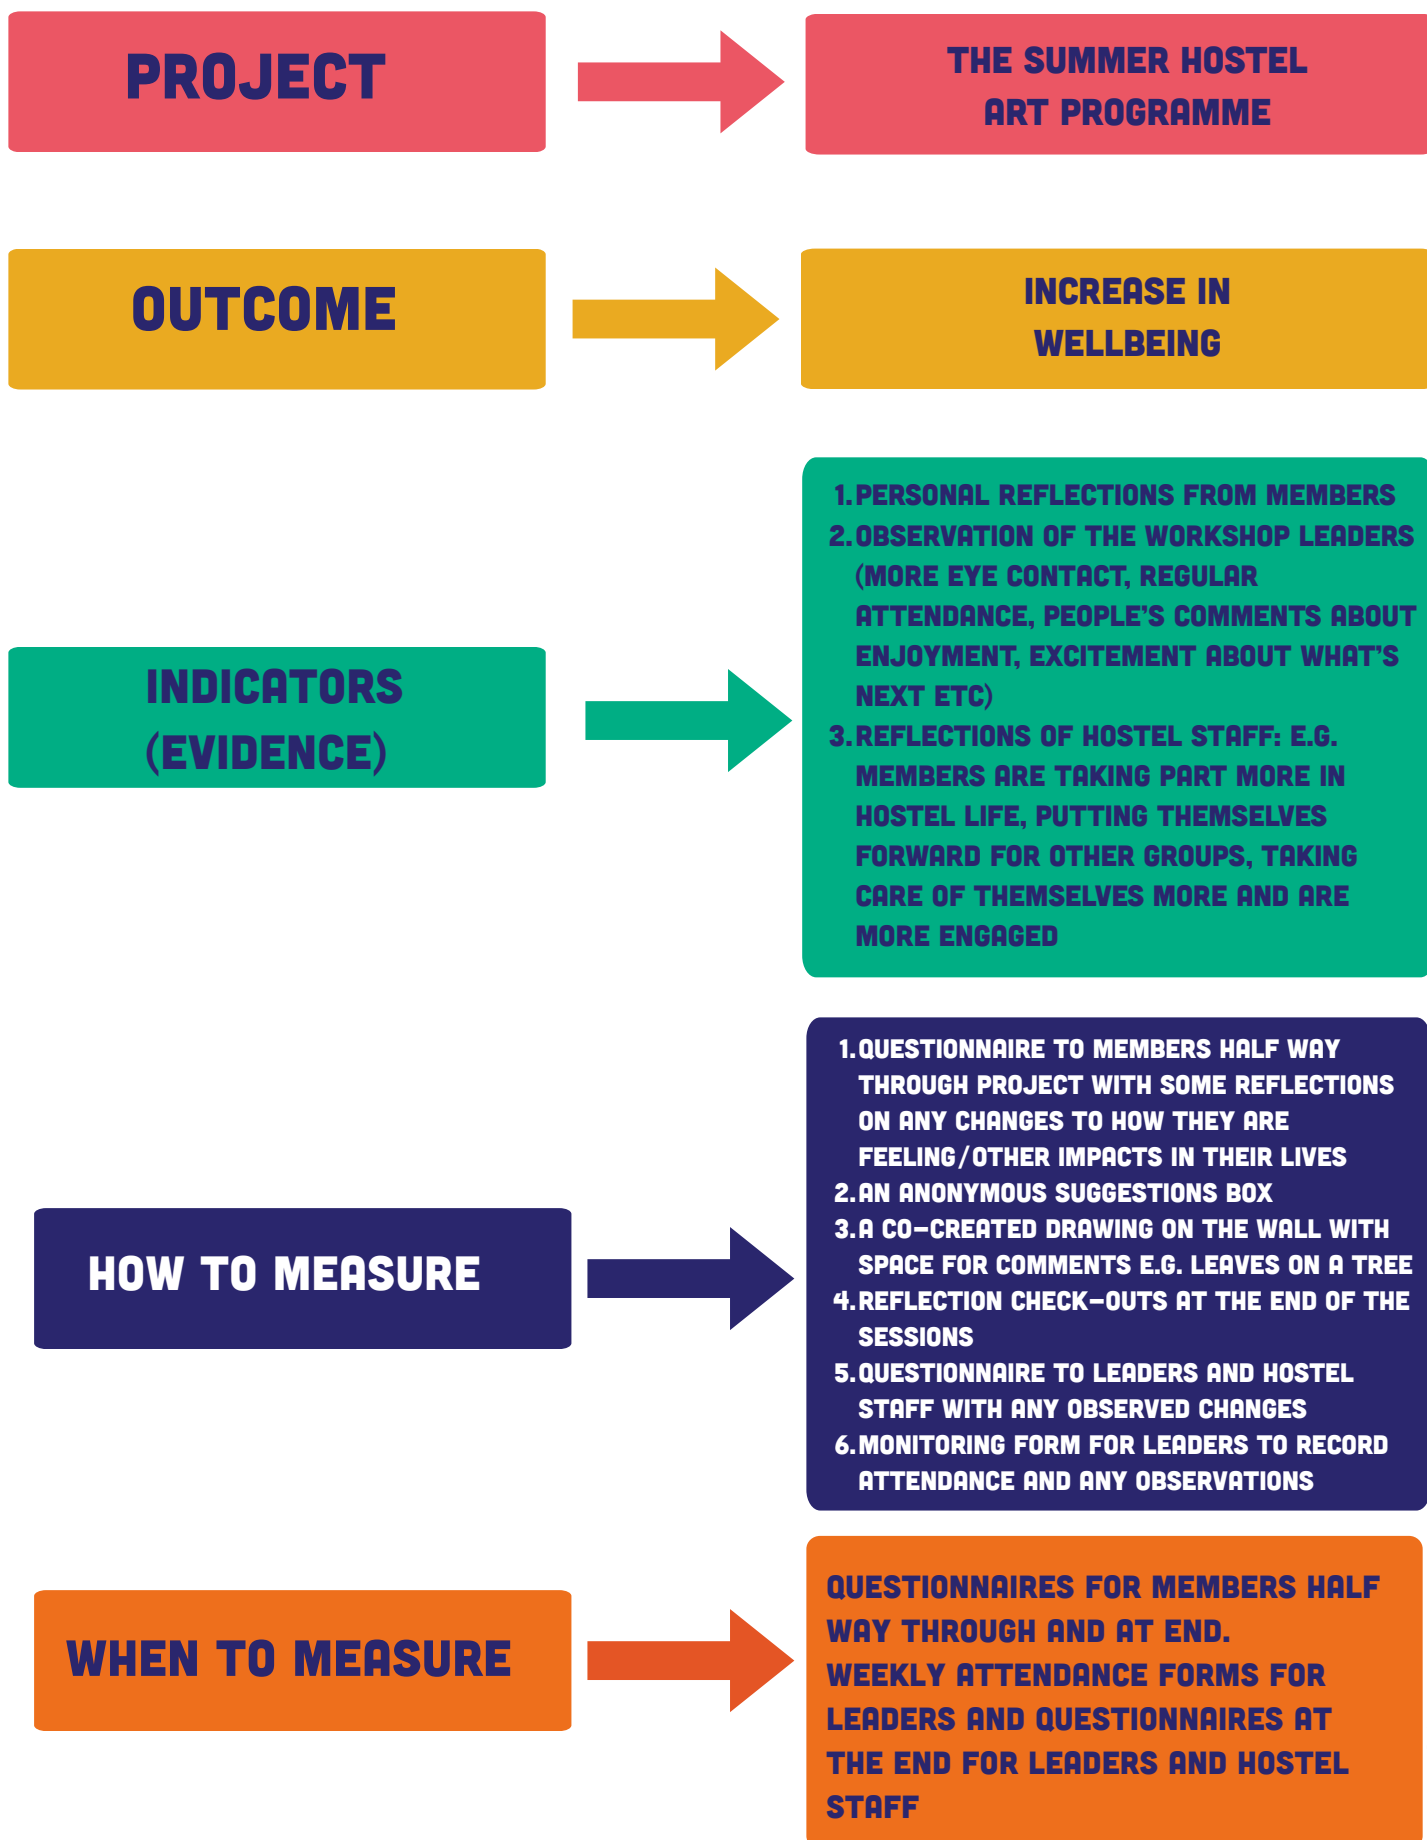 PROJECT
THE SUMMER HOSTEL
ART PROGRAMME
OUTCOME
INCREASE IN
WELLBEING
INDICATORS
(EVIDENCE)
1. PERSONAL REFLECTIONS FROM MEMBERS
2. OBSERVATION OF THE WORKSHOP LEADERS
(MORE EYE CONTACT, REGULAR
ATTENDANCE, PEOPLE'S COMMENTS ABOUT
ENJOYMENT, EXCITEMENT ABOUT WHAT'S
NEXT ETC)
3. REFLECTIONS OF HOSTEL STAFF: E.G.
MEMBERS ARE TAKING PART MORE IN
HOSTEL LIFE, PUTTING THEMSELVES
FORWARD FOR OTHER GROUPS, TAKING
CARE OF THEMSELVES MORE AND ARE
MORE ENGAGED
HOW TO MEASURE
1. QUESTIONNAIRE TO MEMBERS HALF WAY
THROUGH PROJECT WITH SOME REFLECTIONS
ON ANY CHANGES TO HOW THEY ARE
FEELING/OTHER IMPACTS IN THEIR LIVES
2. AN ANONYMOUS SUGGESTIONS BOX
3. A CO-CREATED DRAWING ON THE WALL WITH
SPACE FOR COMMENTS E.G. LEAVES ON A TREE
4. REFLECTION CHECK-OUTS AT THE END OF THE
SESSIONS
5. QUESTIONNAIRE TO LEADERS AND HOSTEL
STAFF WITH ANY OBSERVED CHANGES
6. MONITORING FORM FOR LEADERS TO RECORD
ATTENDANCE AND ANY OBSERVATIONS
WHEN TO MEASURE
QUESTIONNAIRES FOR MEMBERS HALF
WAY THROUGH AND AT END.
WEEKLY ATTENDANCE FORMS FOR
LEADERS AND QUESTIONNAIRES AT
THE END FOR LEADERS AND HOSTEL
STAFF